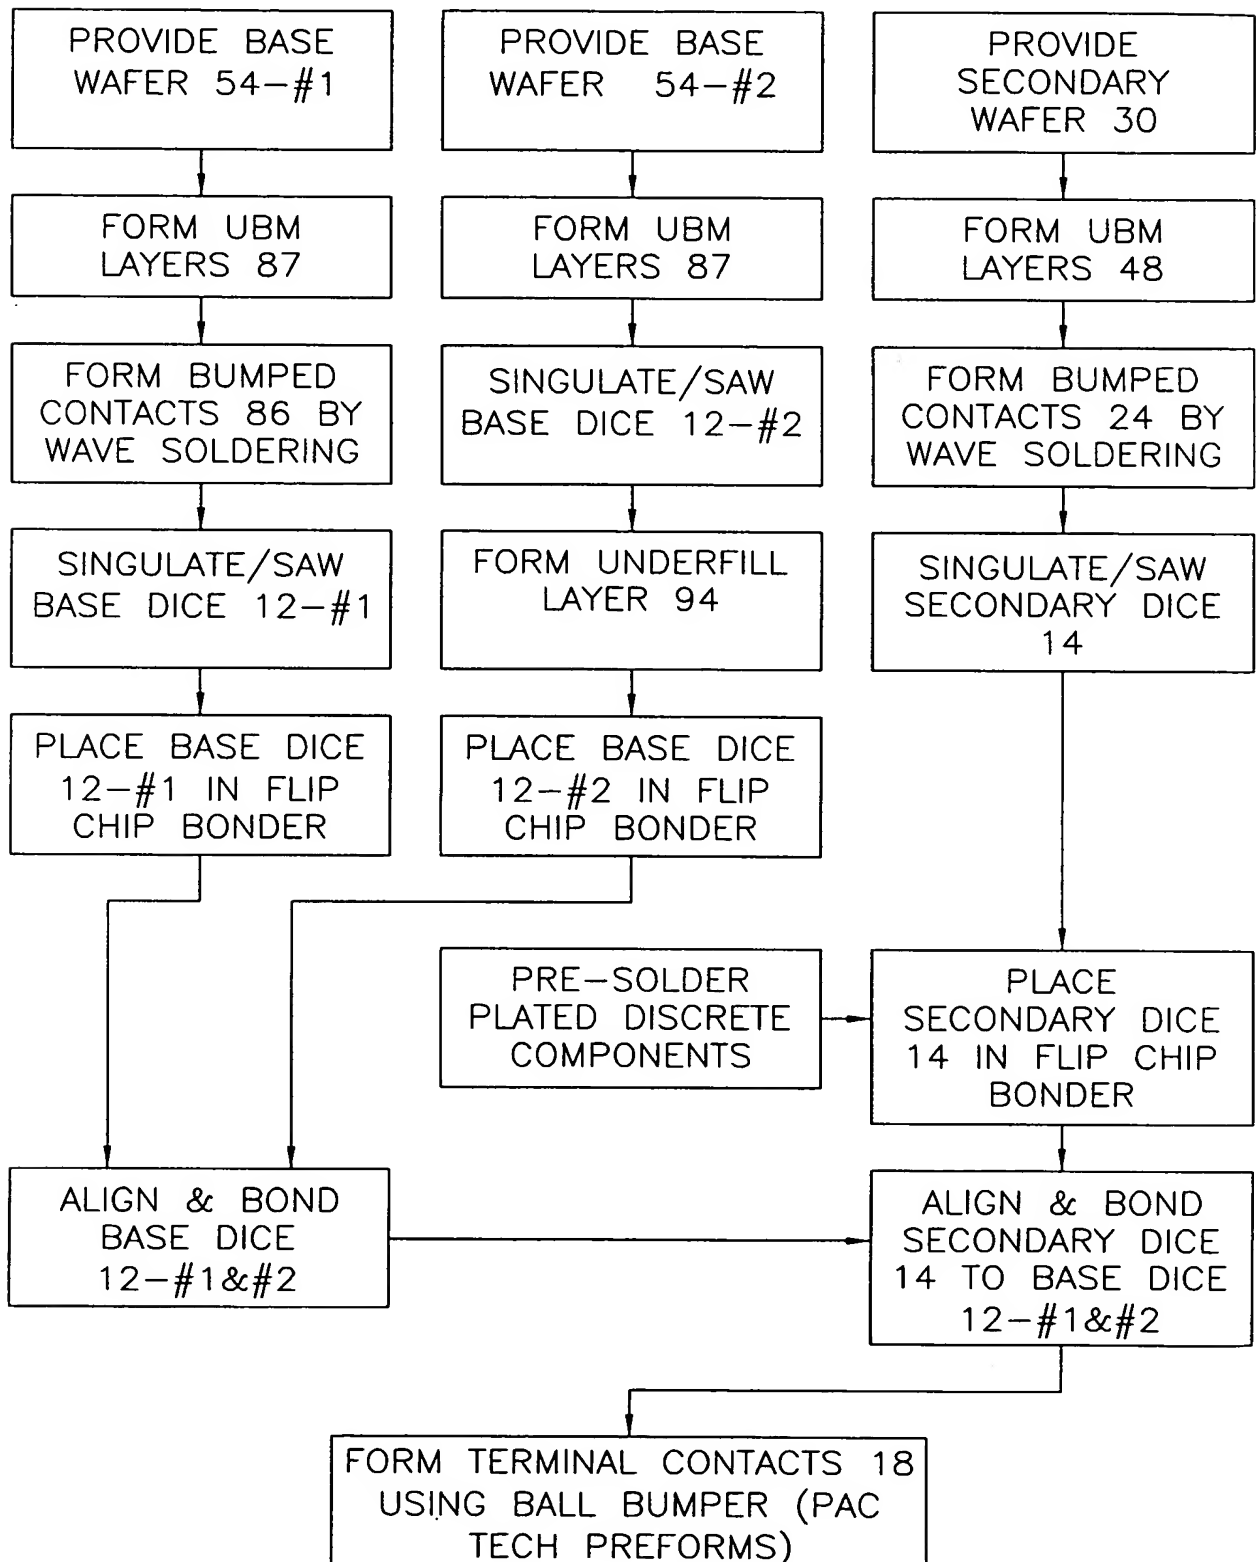 PROVIDE BASE
WAFER 54-#1
PROVIDE BASE
WAFER 54-#2
PROVIDE
SECONDARY
WAFER 30
FORM UBM
LAYERS 87
FORM UBM
LAYERS 87
FORM UBM
LAYERS 48
FORM BUMPED
CONTACTS 86 BY
WAVE SOLDERING
SINGULATE/SAW
BASE DICE 12-#2
FORM BUMPED
CONTACTS 24 BY
WAVE SOLDERING
SINGULATE/SAW
BASE DICE 12-#1
FORM UNDERFILL
LAYER 94
SINGULATE/SAW
SECONDARY DICE
14
PLACE BASE DICE
12-#1 IN FLIP
CHIP BONDER
PLACE BASE DICE
12-#2 IN FLIP
CHIP BONDER
PRE-SOLDER
PLATED DISCRETE
COMPONENTS
PLACE
SECONDARY DICE
14 IN FLIP CHIP
BONDER
ALIGN & BOND
BASE DICE
12-#1&#2
ALIGN & BOND
SECONDARY DICE
14 TO BASE DICE
12-#1&#2
FORM TERMINAL CONTACTS 18
USING BALL BUMPER (PAC
TECH PREFORMS)